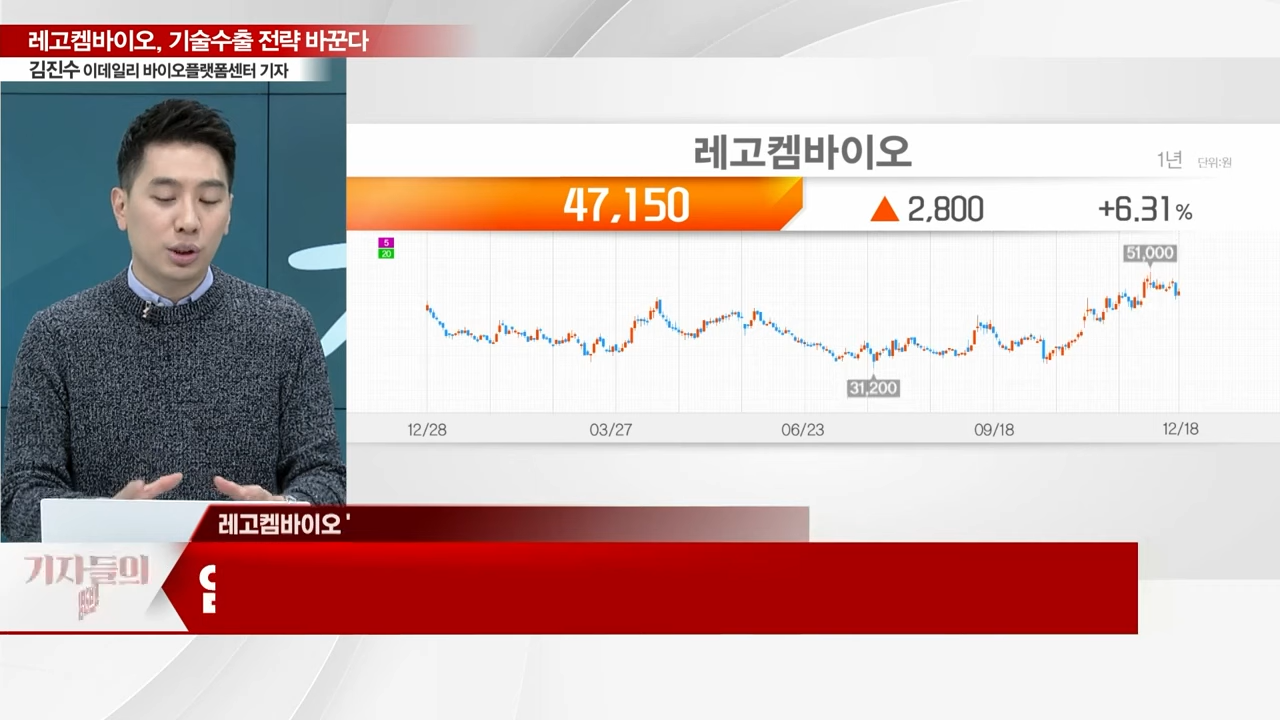 레고켐바이오, 기술수출 전략 바꾼다
김진수 이데일리 바이오플랫폼센터 기자
레고켐바이오
1년 단위:원
47,150 ▲ 2,800 +6.31%
5
20
51,000
31,200
12/28 03/27 06/23 09/18 12/18
레고켐바이오 '
기자들의